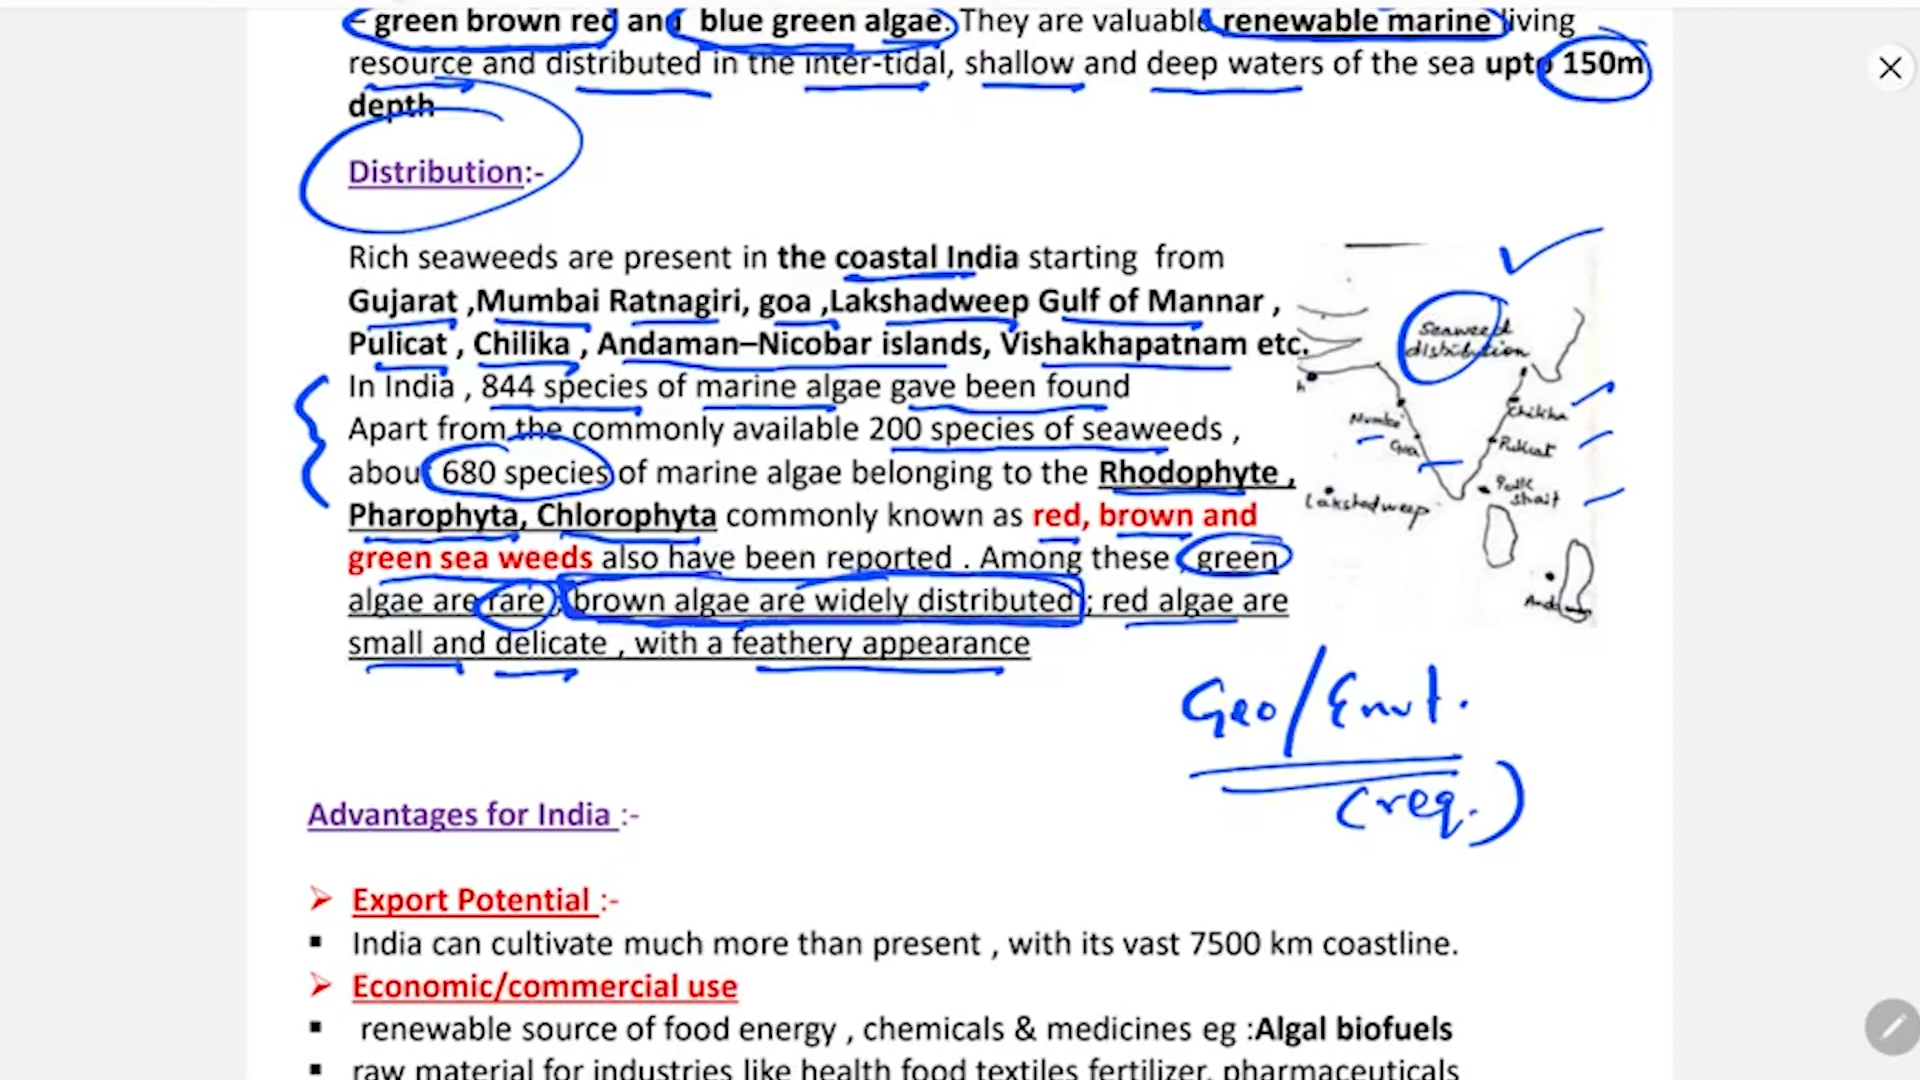 – green brown red and blue green algae. They are valuable renewable marine living
resource and distributed in the inter-tidal, shallow and deep waters of the sea upto 150m
depth
Distribution:-
Rich seaweeds are present in the coastal India starting from
Gujarat ,Mumbai Ratnagiri, goa ,Lakshadweep Gulf of Mannar ,
Pulicat , Chilika , Andaman–Nicobar islands, Vishakhapatnam etc.
In India , 844 species of marine algae gave been found
Apart from the commonly available 200 species of seaweeds ,
about 680 species of marine algae belonging to the Rhodophyte ,
Pharophyta, Chlorophyta commonly known as red, brown and
green sea weeds also have been reported . Among these green
algae are rare ; brown algae are widely distributed ; red algae are
small and delicate , with a feathery appearance
Seaweed
distribution
Chilika
Mumbai
Pulicat
Goa
Palk
strait
Lakshadweep
Geo/Envt.
(req.)
Advantages for India :-
➢ Export Potential :-
▪ India can cultivate much more than present , with its vast 7500 km coastline.
➢ Economic/commercial use
▪ renewable source of food energy , chemicals & medicines eg :Algal biofuels
▪ raw material for industries like health food textiles fertilizer, pharmaceuticals